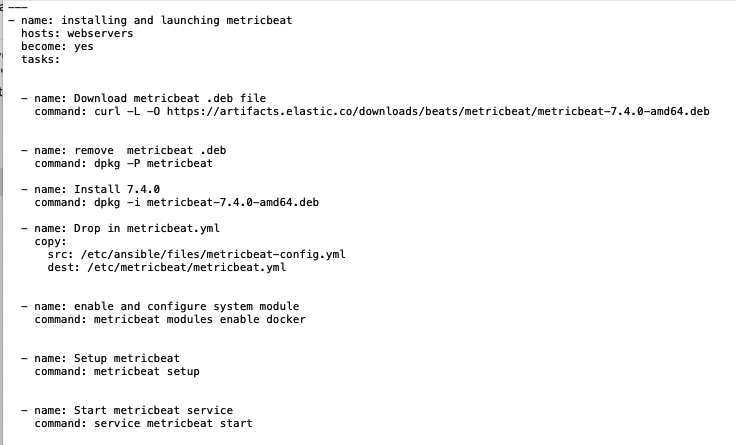 ---
- name: installing and launching metricbeat
  hosts: webservers
  become: yes
  tasks:
  - name: Download metricbeat .deb file
    command: curl -L -O https://artifacts.elastic.co/downloads/beats/metricbeat/metricbeat-7.4.0-amd64.deb
  - name: remove  metricbeat .deb
    command: dpkg -P metricbeat
  - name: Install 7.4.0
    command: dpkg -i metricbeat-7.4.0-amd64.deb
  - name: Drop in metricbeat.yml
    copy:
      src: /etc/ansible/files/metricbeat-config.yml
      dest: /etc/metricbeat/metricbeat.yml
  - name: enable and configure system module
    command: metricbeat modules enable docker
  - name: Setup metricbeat
    command: metricbeat setup
  - name: Start metricbeat service
    command: service metricbeat start